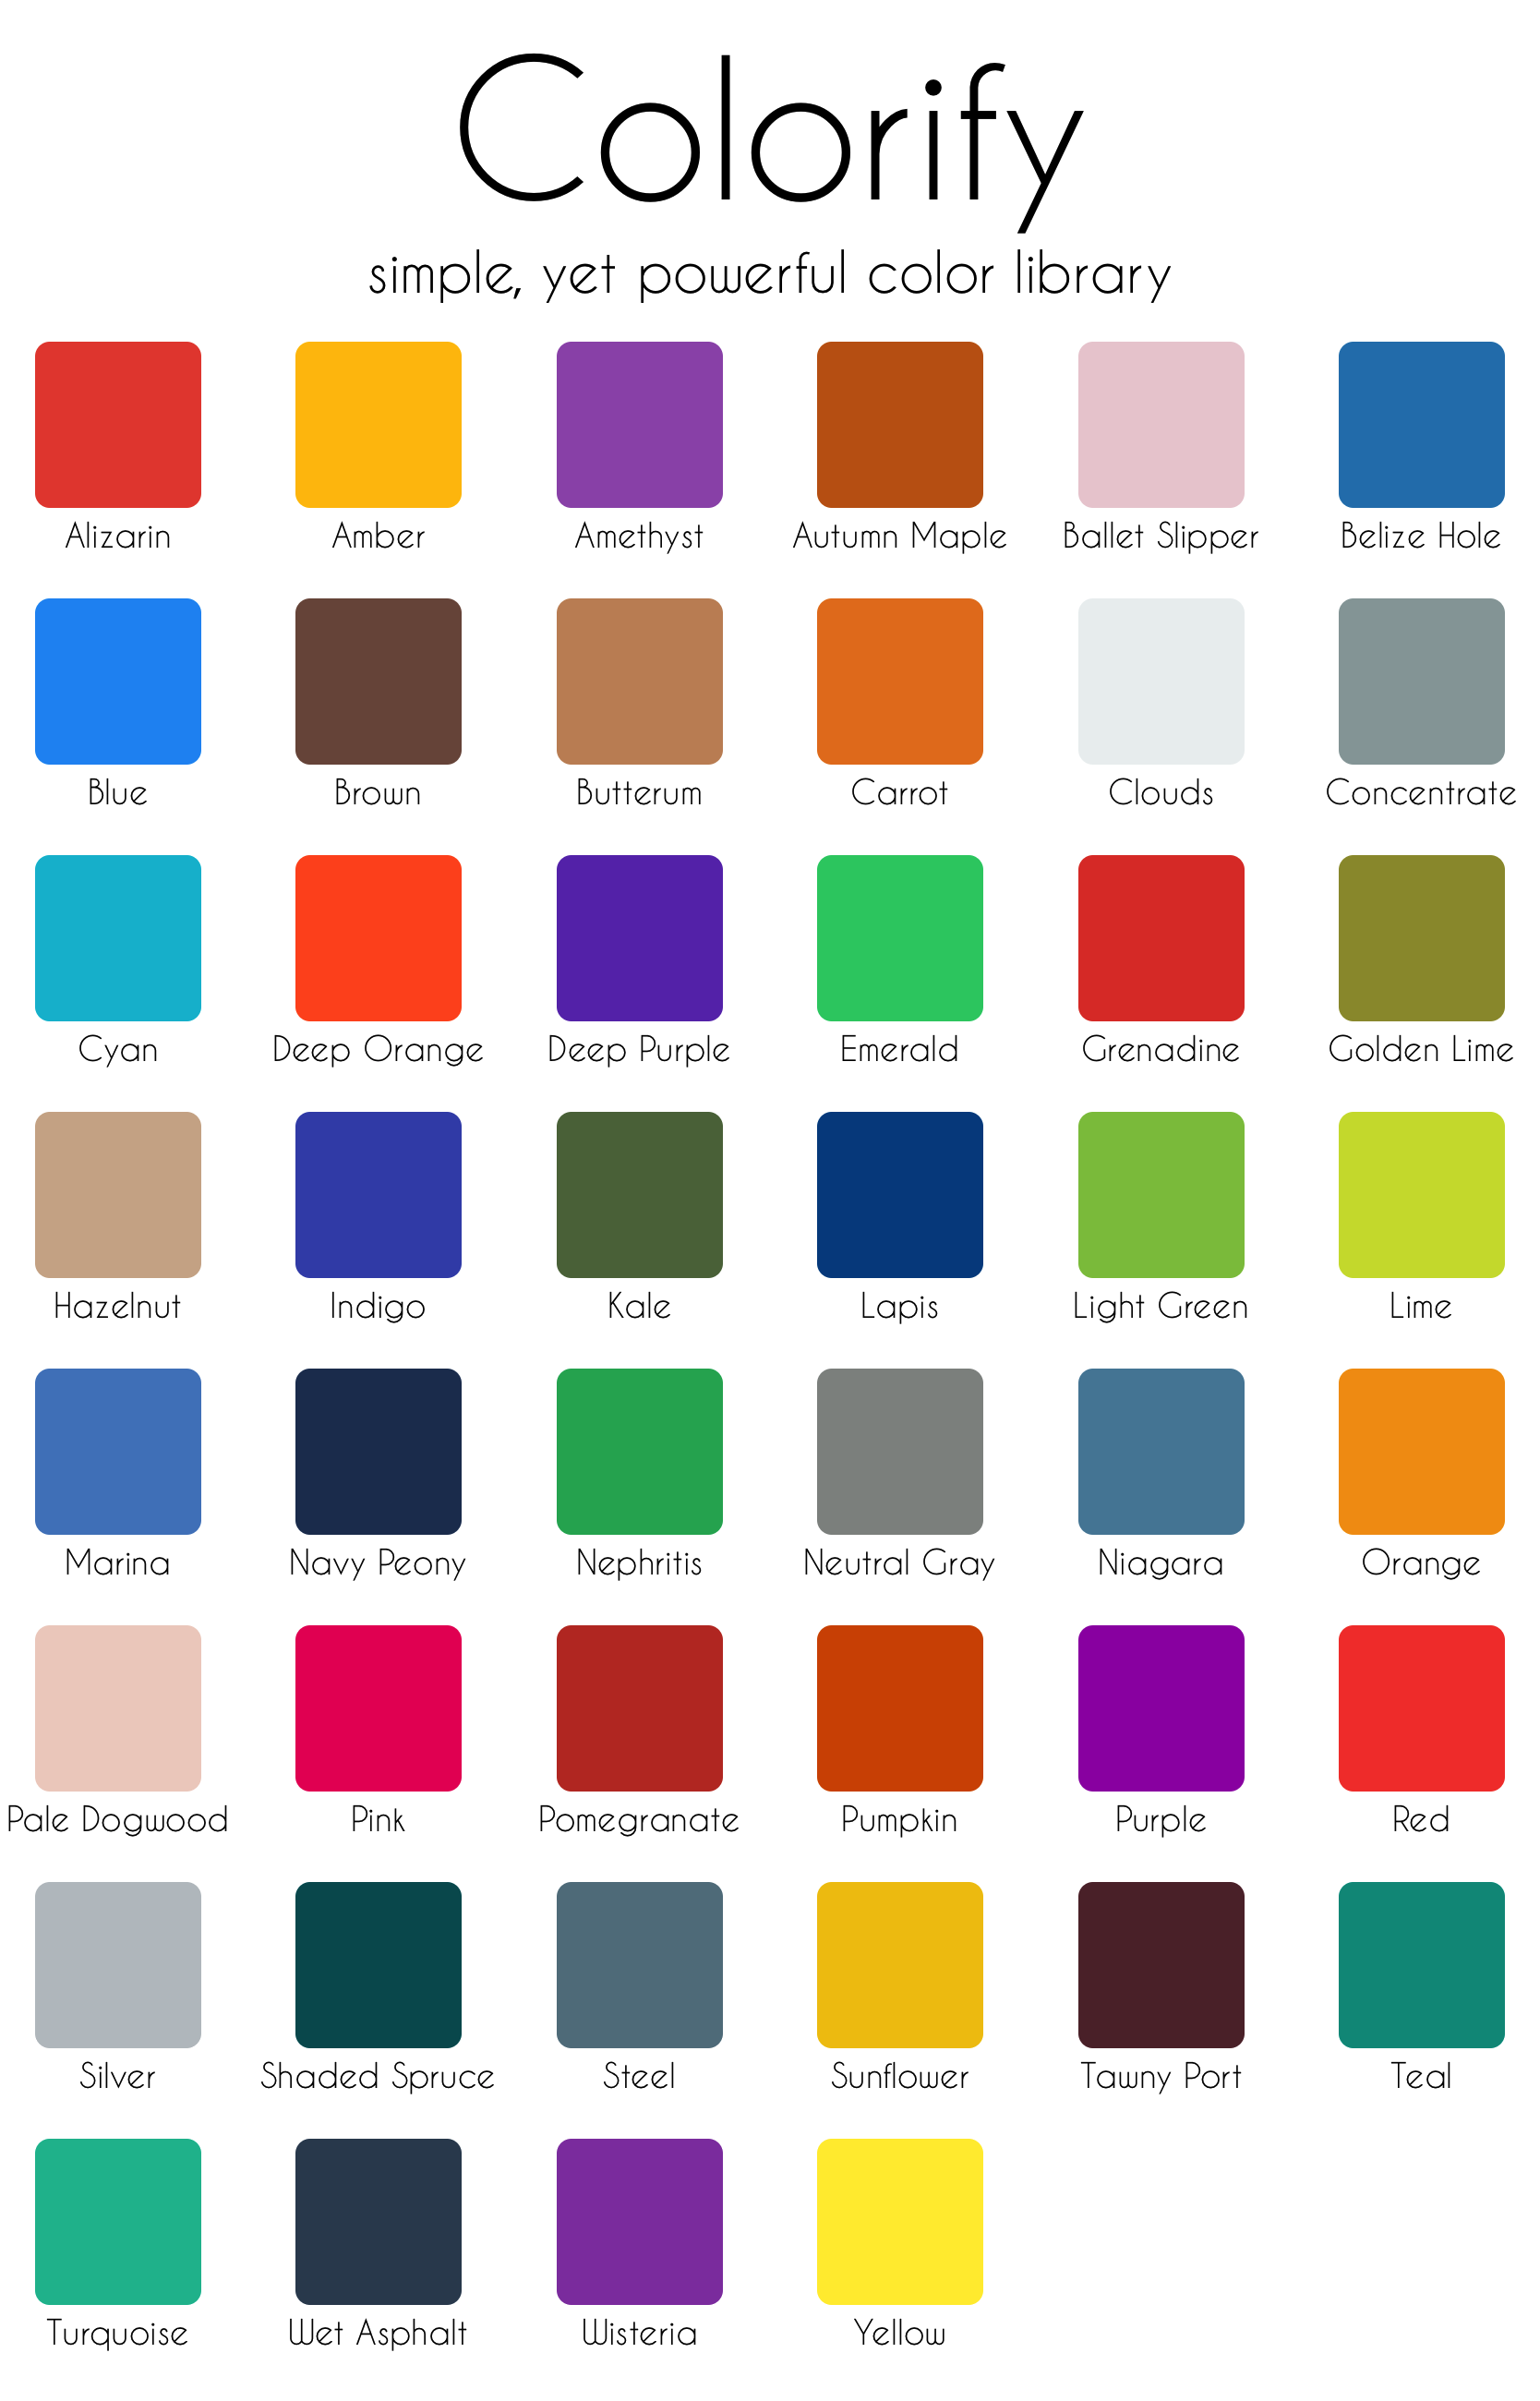 Colorify
simple, yet powerful color library
Alizarin Amber Amethyst Autumn Maple Ballet Slipper Belize Hole
Blue Brown Butterum Carrot Clouds Concentrate
Cyan Deep Orange Deep Purple Emerald Grenadine Golden Lime
Hazelnut Indigo Kale Lapis Light Green Lime
Marina Navy Peony Nephritis Neutral Gray Niagara Orange
Pale Dogwood Pink Pomegranate Pumpkin Purple Red
Silver Shaded Spruce Steel Sunflower Tawny Port Teal
Turquoise Wet Asphalt Wisteria Yellow